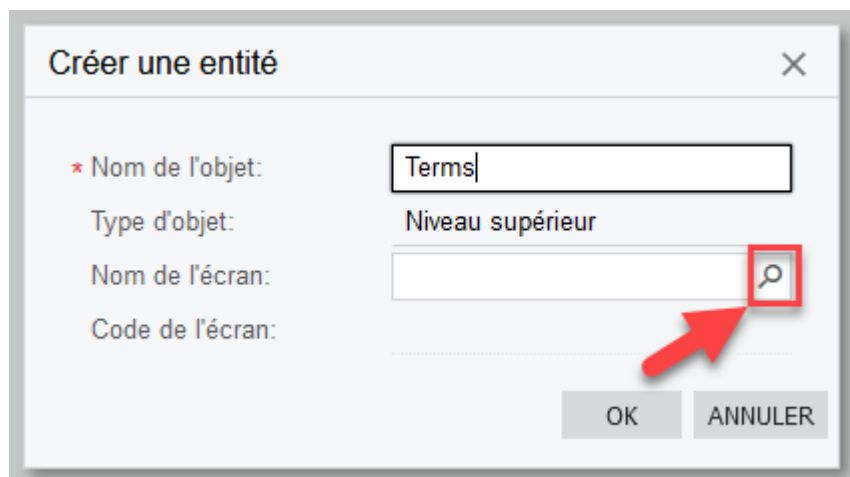 Créer une entité
* Nom de l'objet: Terms
Type d'objet: Niveau supérieur
Nom de l'écran:
Code de l'écran:
OK ANNULER